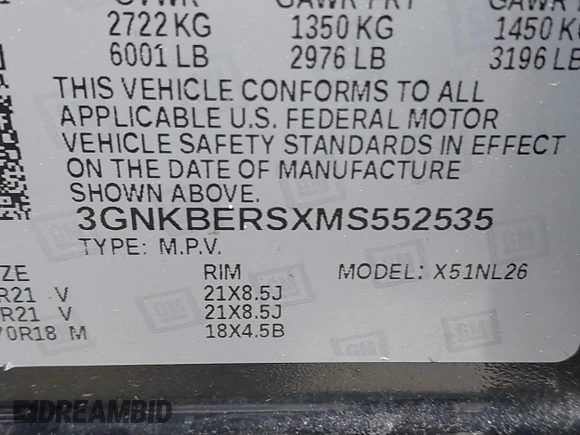 2722 KG 1350 KG 1450 KG
6001 LB 2976 LB 3196 LB
THIS VEHICLE CONFORMS TO ALL
APPLICABLE U.S. FEDERAL MOTOR
VEHICLE SAFETY STANDARDS IN EFFECT
ON THE DATE OF MANUFACTURE
SHOWN ABOVE.
3GNKBERSXMS552535
TYPE: M.P.V.
ZE RIM MODEL: X51NL26
R21 V 21X8.5J
R21 V 21X8.5J
70R18 M 18X4.5B
DREAMBID